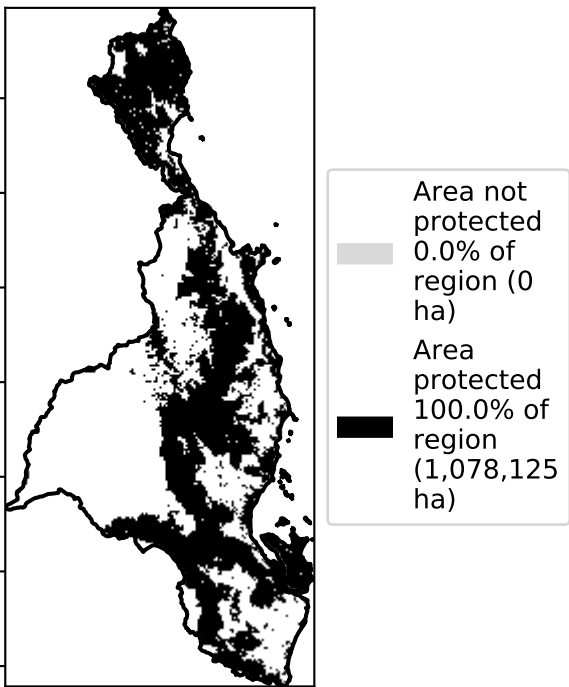 Area not
protected
0.0% of
region (0
ha)
Area
protected
100.0% of
region
(1,078,125
ha)